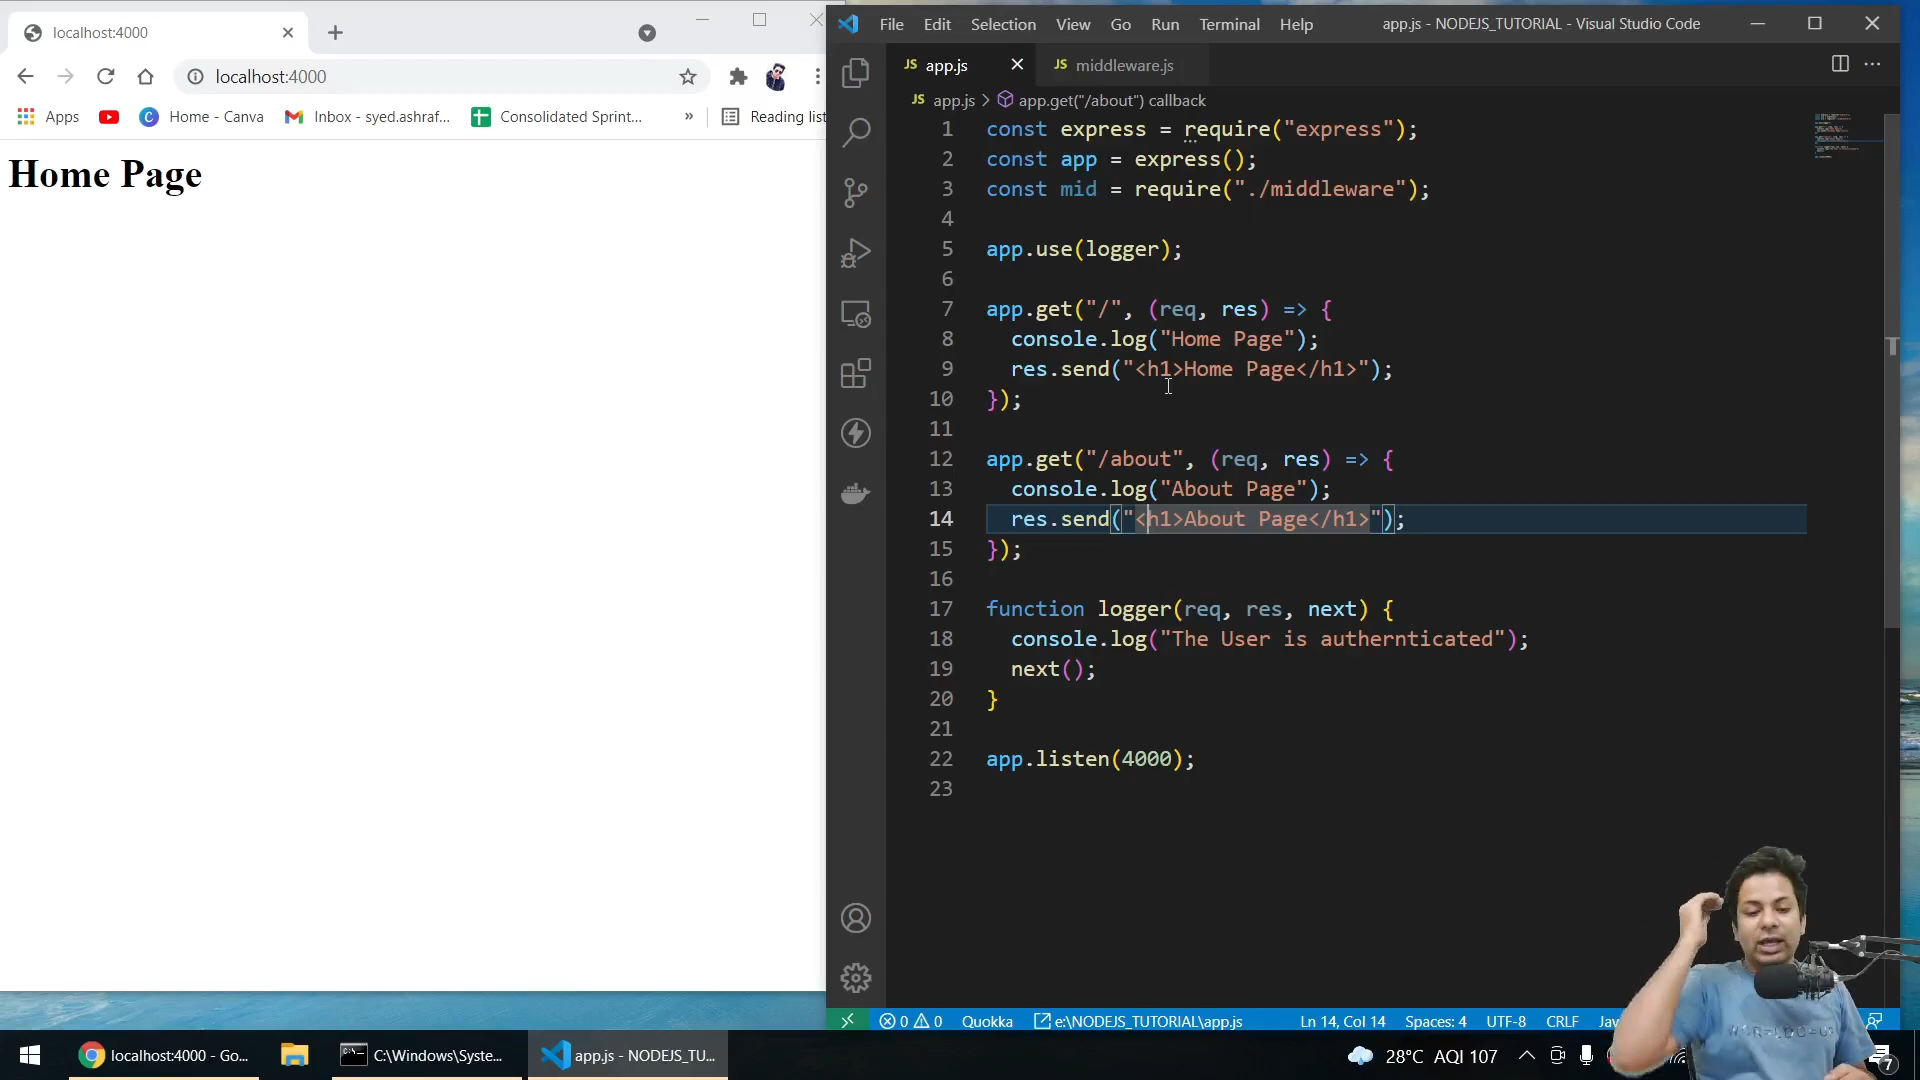 localhost:4000
localhost:4000
Apps
Home - Canva
Inbox - syed.ashraf...
Consolidated Sprint...
»
Reading list
Home Page
File Edit Selection View Go Run Terminal Help
app.js - NODEJS_TUTORIAL - Visual Studio Code
JS app.js
JS middleware.js
JS app.js > app.get("/about") callback
1 const express = require("express");
2 const app = express();
3 const mid = require("./middleware");
4
5 app.use(logger);
6
7 app.get("/", (req, res) => {
8 console.log("Home Page");
9 res.send("<h1>Home Page</h1>");
10 });
11
12 app.get("/about", (req, res) => {
13 console.log("About Page");
14 res.send("<h1>About Page</h1>");
15 });
16
17 function logger(req, res, next) {
18 console.log("The User is authernticated");
19 next();
20 }
21
22 app.listen(4000);
23
0 0 Quokka e:\NODEJS_TUTORIAL\app.js Ln 14, Col 14 Spaces: 4 UTF-8 CRLF
localhost:4000 - Go...
C:\Windows\Syste...
app.js - NODEJS_TU...
28°C AQI 107
7